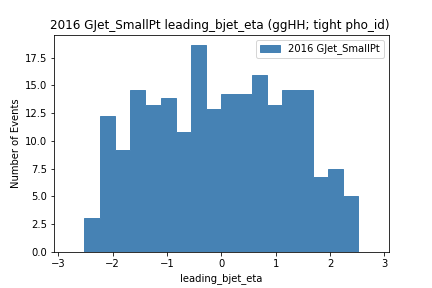 2016 GJet_SmallPt leading_bjet_eta (ggHH; tight pho_id)
2016 GJet_SmallPt
17.5
15.0
12.5
10.0
7.5
5.0
2.5
0.0
Number of Events
−3 −2 −1 0 1 2 3
leading_bjet_eta